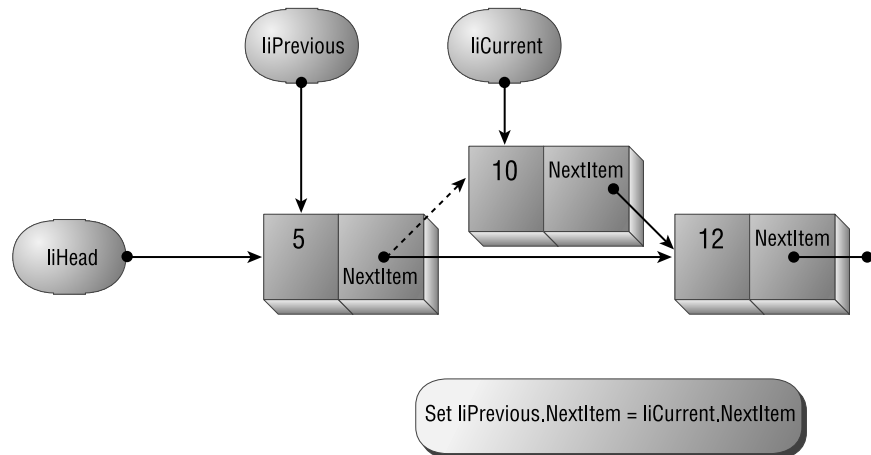 liPrevious
liCurrent
10
NextItem
5
NextItem
12
NextItem
liHead
Set liPrevious.NextItem = liCurrent.NextItem